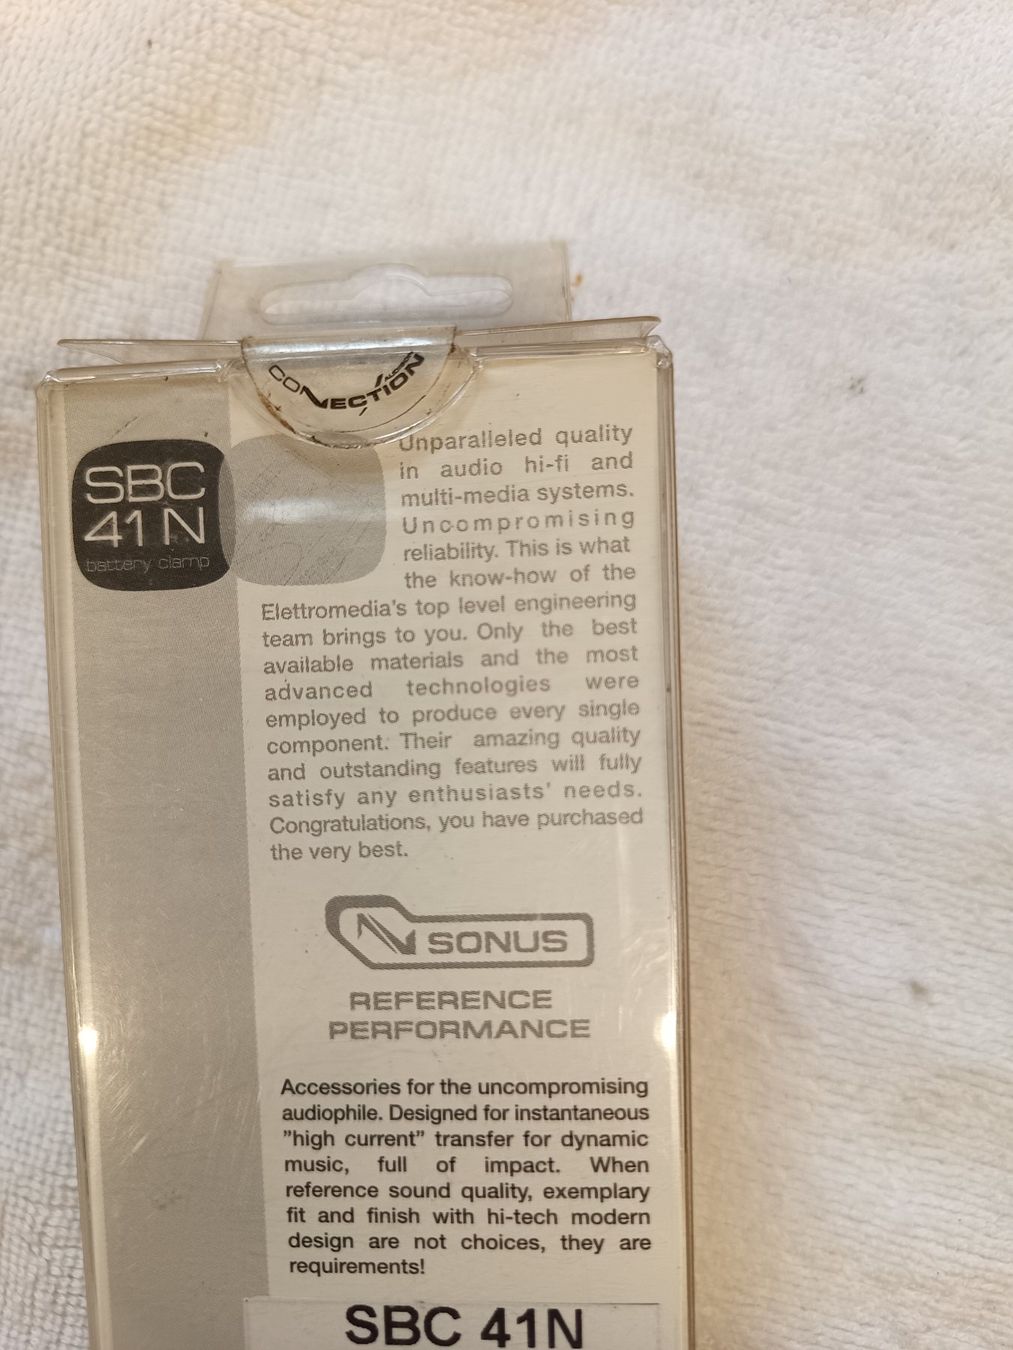 CONNECTION
AUDISON
SBC
41 N
battery clamp
Unparalleled quality
in audio hi-fi and
multi-media systems.
Uncompromising
reliability. This is what
the know-how of the
Elettromedia's top level engineering
team brings to you. Only the best
available materials and the most
advanced technologies were
employed to produce every single
component. Their amazing quality
and outstanding features will fully
satisfy any enthusiasts' needs.
Congratulations, you have purchased
the very best.
SONUS
REFERENCE
PERFORMANCE
Accessories for the uncompromising
audiophile. Designed for instantaneous
"high current" transfer for dynamic
music, full of impact. When
reference sound quality, exemplary
fit and finish with hi-tech modern
design are not choices, they are
requirements!
SBC 41N